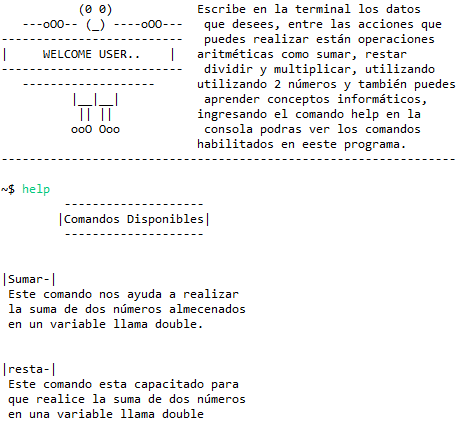 (0 0)
---oOO-- (_) ----oOO---
-------------------------
|     WELCOME USER..    |
-------------------------
------------------
|__|__|
|| ||
ooO Ooo
Escribe en el terminal los datos
que desees, entre las acciones que
puedes realizar están operaciones
aritméticas como sumar, restar
dividir y multiplicar, utilizando
utilizando 2 números y también puedes
aprender conceptos informáticos,
ingresando el comando help en la
consola podras ver los comandos
habilitados en eeste programa.
--------------------------------------------------------------
~$ help
-------------------
|Comandos Disponibles|
-------------------
|Sumar-|
Este comando nos ayuda a realizar
la suma de dos números almecenados
en un variable llama double.
|resta-|
Este comando esta capacitado para
que realice la suma de dos números
en una variable llama double